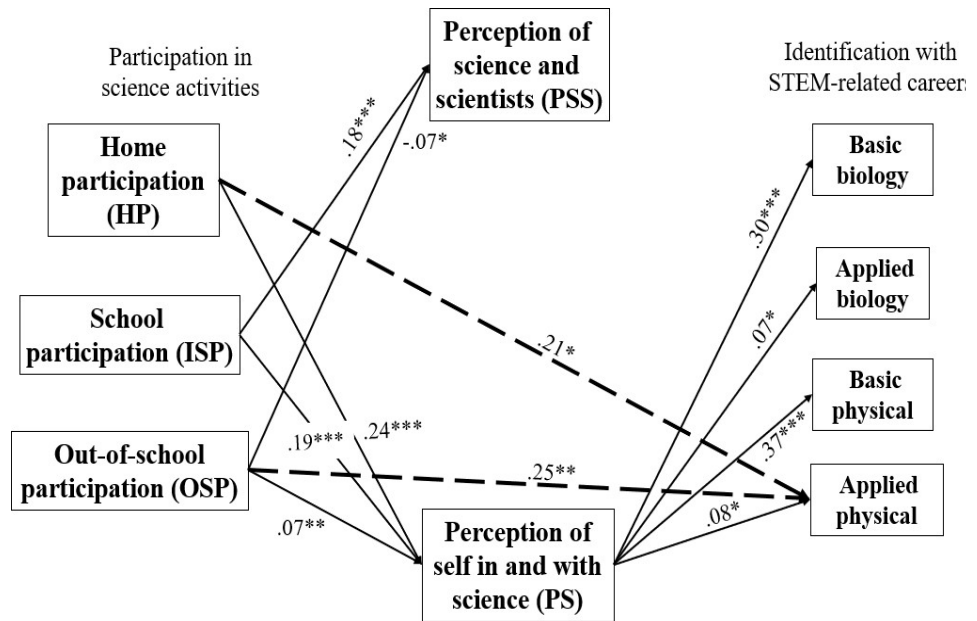 Participation in
science activities
Home
participation
(HP)
School
participation (ISP)
Out-of-school
participation (OSP)
Perception of
science and
scientists (PSS)
Perception of
self in and with
science (PS)
Identification with
STEM-related careers
Basic
biology
Applied
biology
Basic
physical
Applied
physical
.18***
-.07*
.21*
.19***
.24***
.25**
.07**
.30***
.07*
.37***
.08*